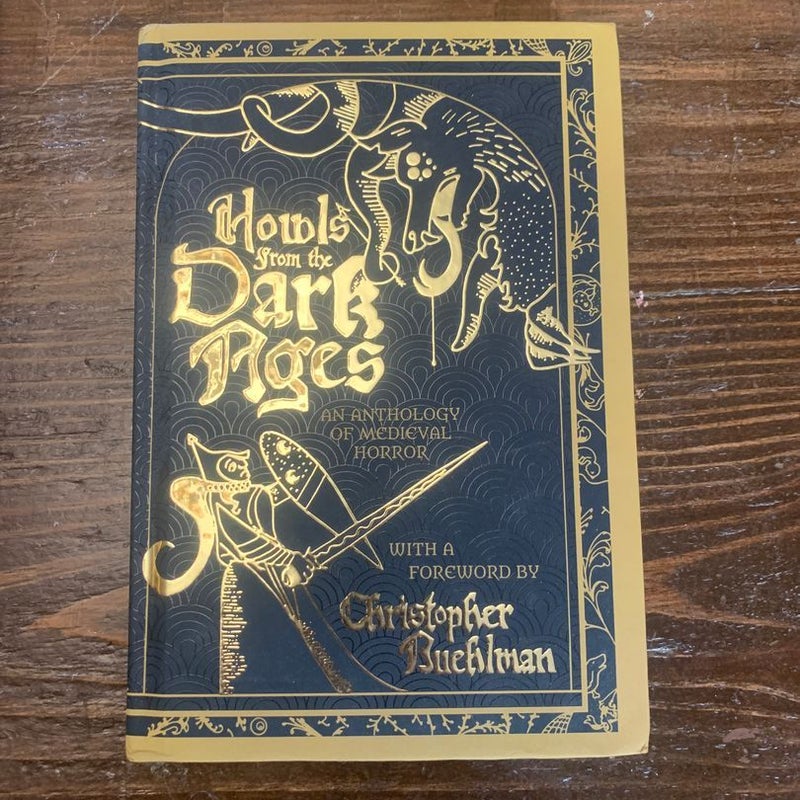 Howls
from the
Dark
Ages
AN ANTHOLOGY
OF MEDIEVAL
HORROR
WITH A
FOREWORD BY
Christopher
Buehlman